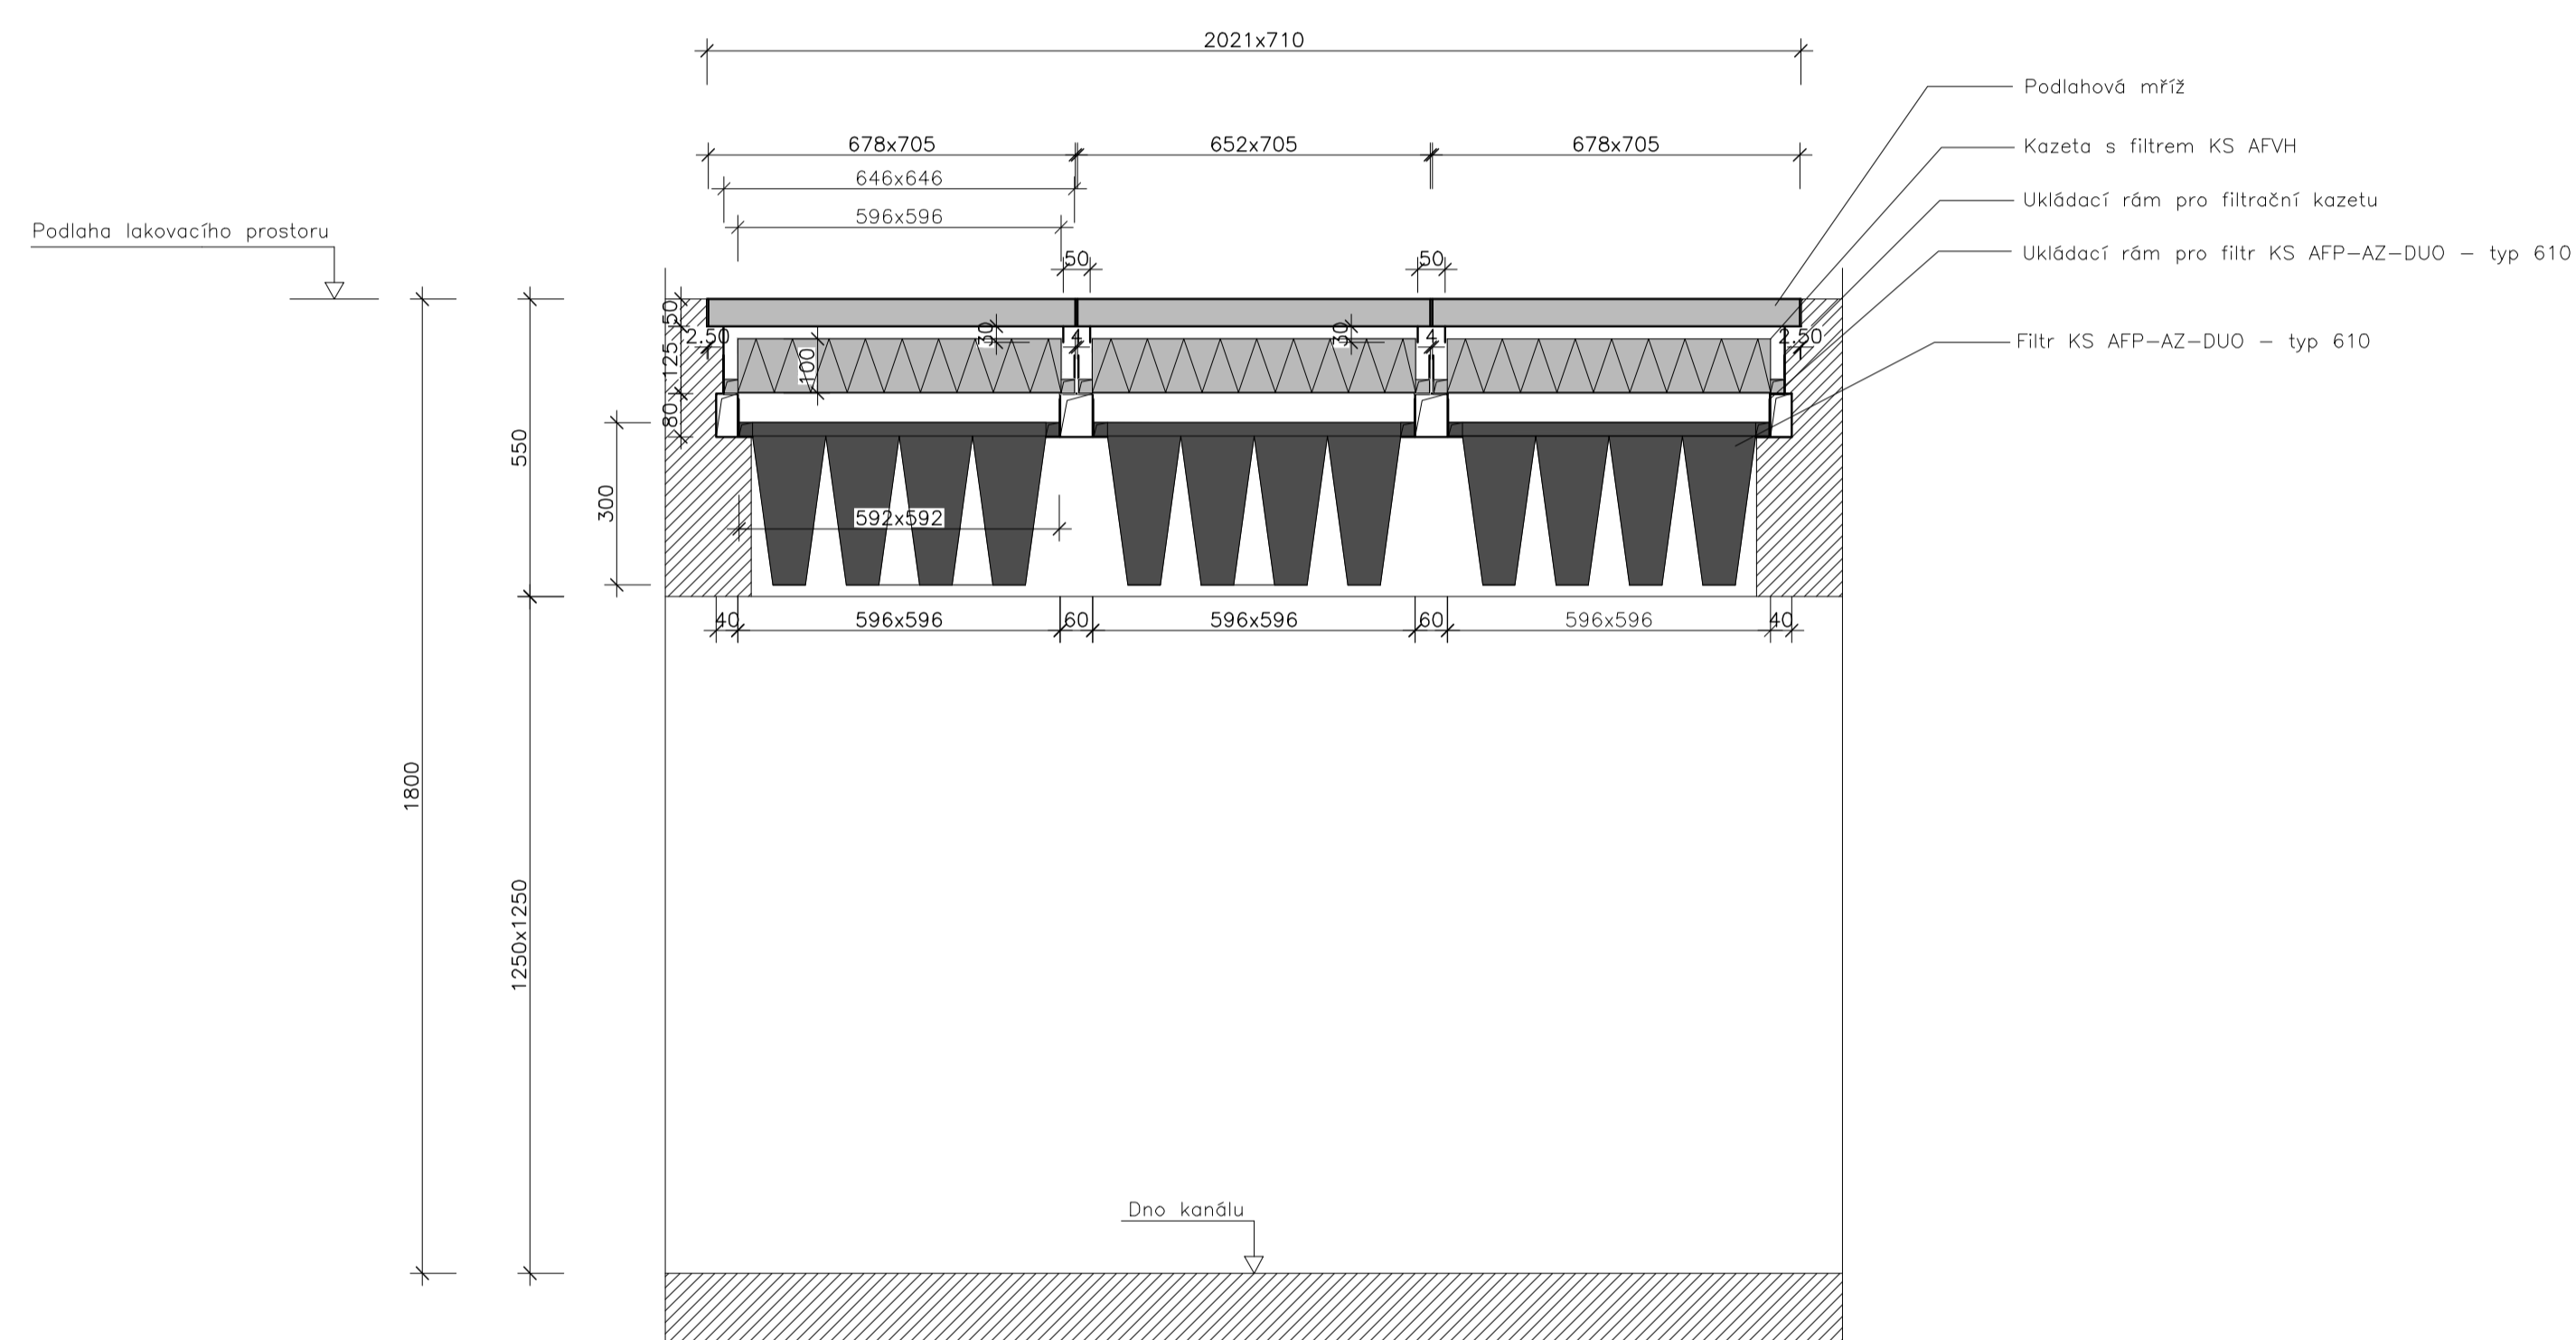 2021x710
Podlahová mříž
678x705
652x705
678x705
Kazeta s filtrem KS AFVH
646x646
Ukládací rám pro filtrační kazetu
596x596
Podlaha lakovacího prostoru
Ukládací rám pro filtr KS AFP-AZ-DUO - typ 610
50
50
50
2.50
30
4
30
4
2.50
Filtr KS AFP-AZ-DUO - typ 610
125
100
80
550
300
592x592
40
596x596
60
596x596
60
596x596
40
1800
1250x1250
Dno kanálu